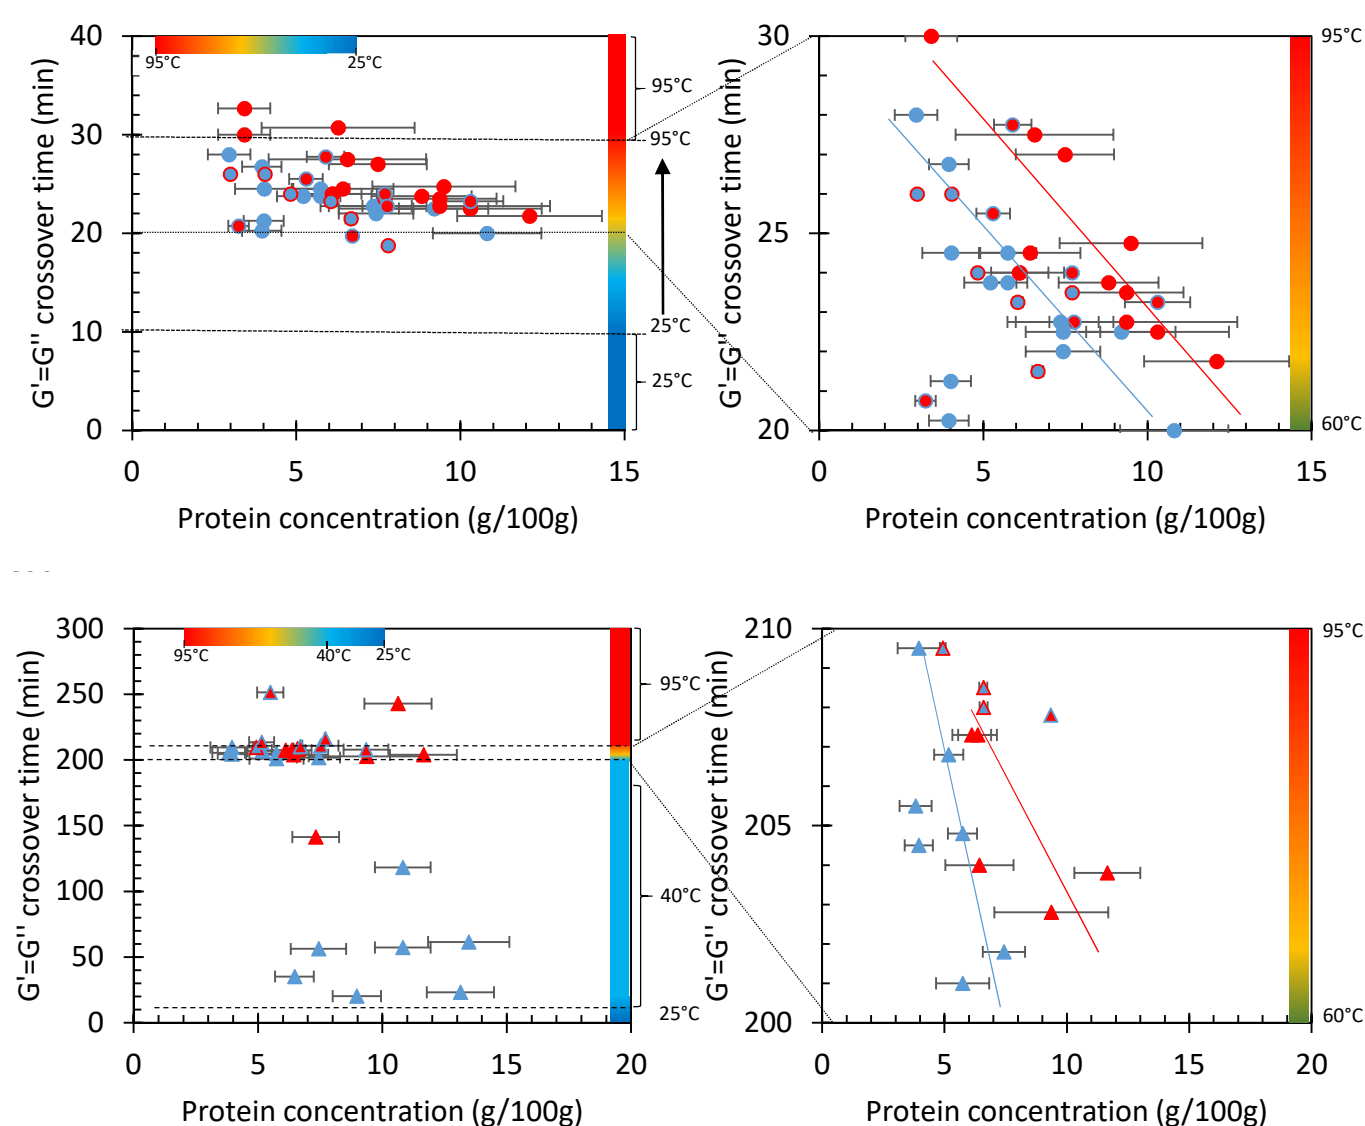 40
30
20
10
0
0 5 10 15
G'=G'' crossover time (min)
Protein concentration (g/100g)
95°C 25°C
95°C
95°C
25°C
25°C
30
25
20
0 5 10 15
G'=G'' crossover time (min)
Protein concentration (g/100g)
95°C
60°C
300
250
200
150
100
50
0
0 5 10 15 20
G'=G'' crossover time (min)
Protein concentration (g/100g)
95°C 40°C 25°C
95°C
40°C
25°C
210
205
200
0 5 10 15 20
G'=G'' crossover time (min)
Protein concentration (g/100g)
95°C
60°C